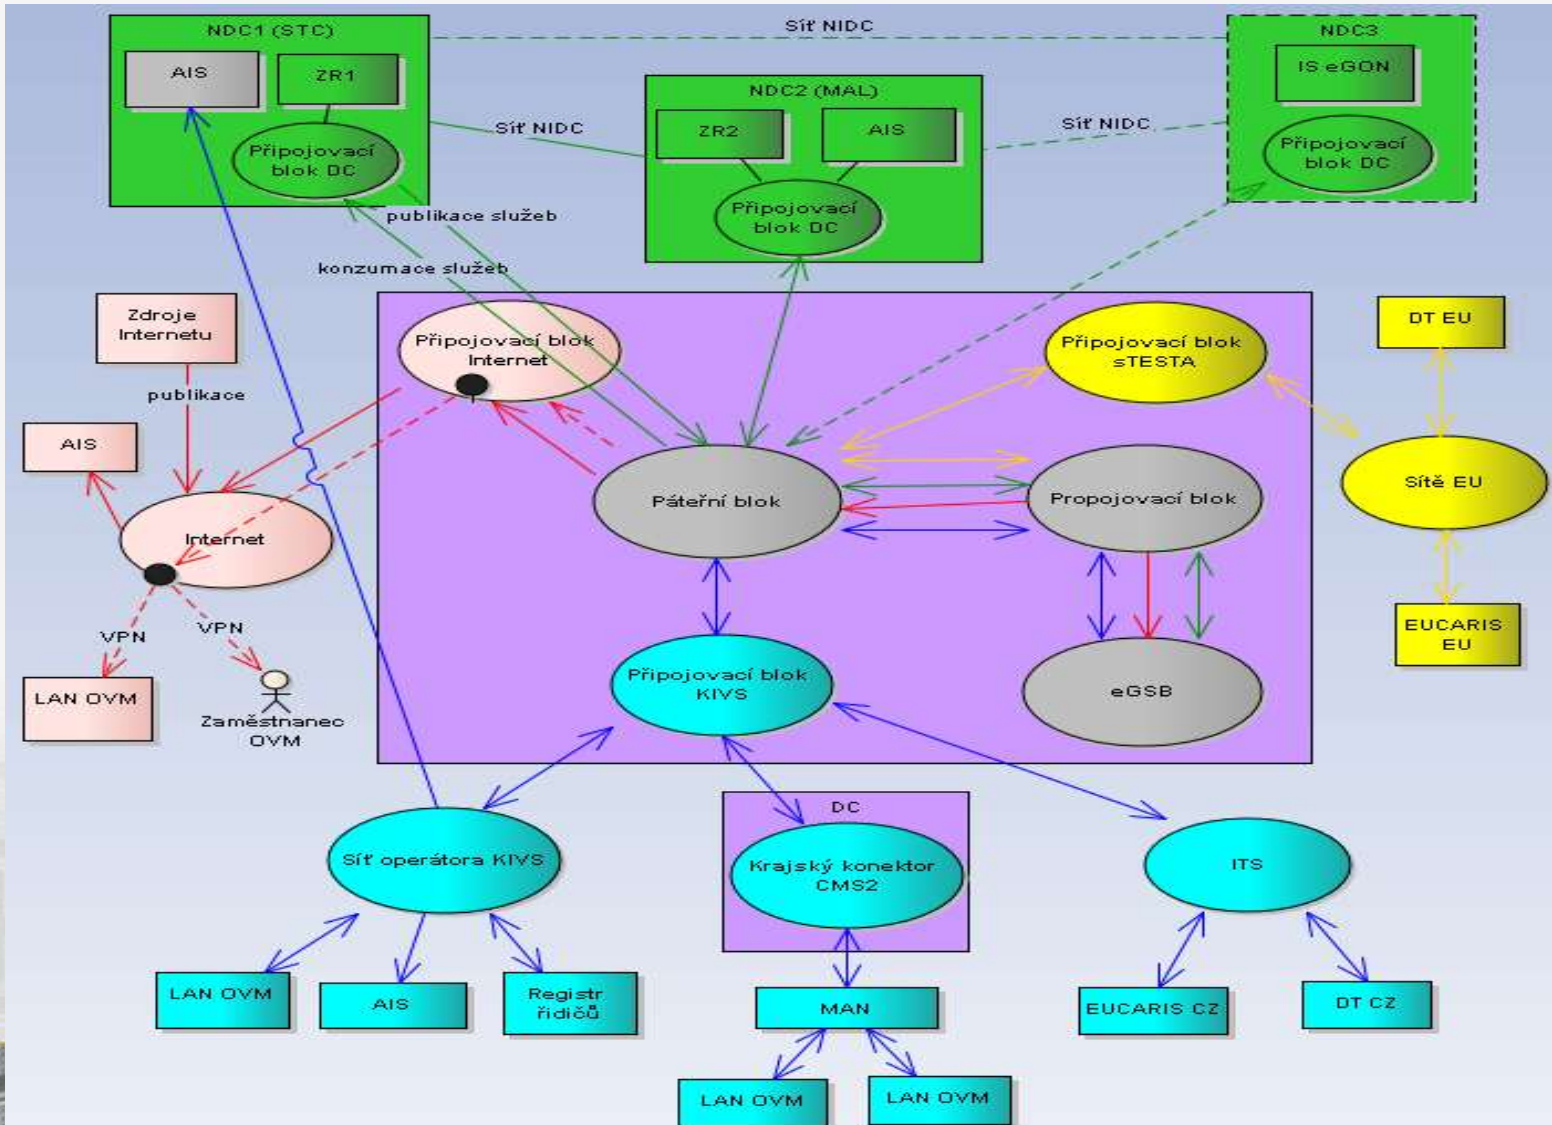 NDC1 (STC)
AIS
ZR1
Připojovací
blok DC
Síť NIDC
NDC3
IS eGON
Připojovací
blok DC
NDC2 (MAL)
ZR2
AIS
Připojovací
blok DC
Síť NIDC
Síť NIDC
publikace služeb
konzumace služeb
Zdroje
Internetu
publikace
AIS
Internet
VPN
VPN
LAN OVM
Zaměstnanec
OVM
Připojovací blok
Internet
Připojovací blok
sTESTA
Páteřní blok
Propojovací blok
Připojovací blok
KIVS
eGSB
DT EU
Sítě EU
EUCARIS
EU
Síť operátora KIVS
DC
Krajský konektor
CMS2
ITS
LAN OVM
AIS
Registr
řidičů
MAN
EUCARIS CZ
DT CZ
LAN OVM
LAN OVM